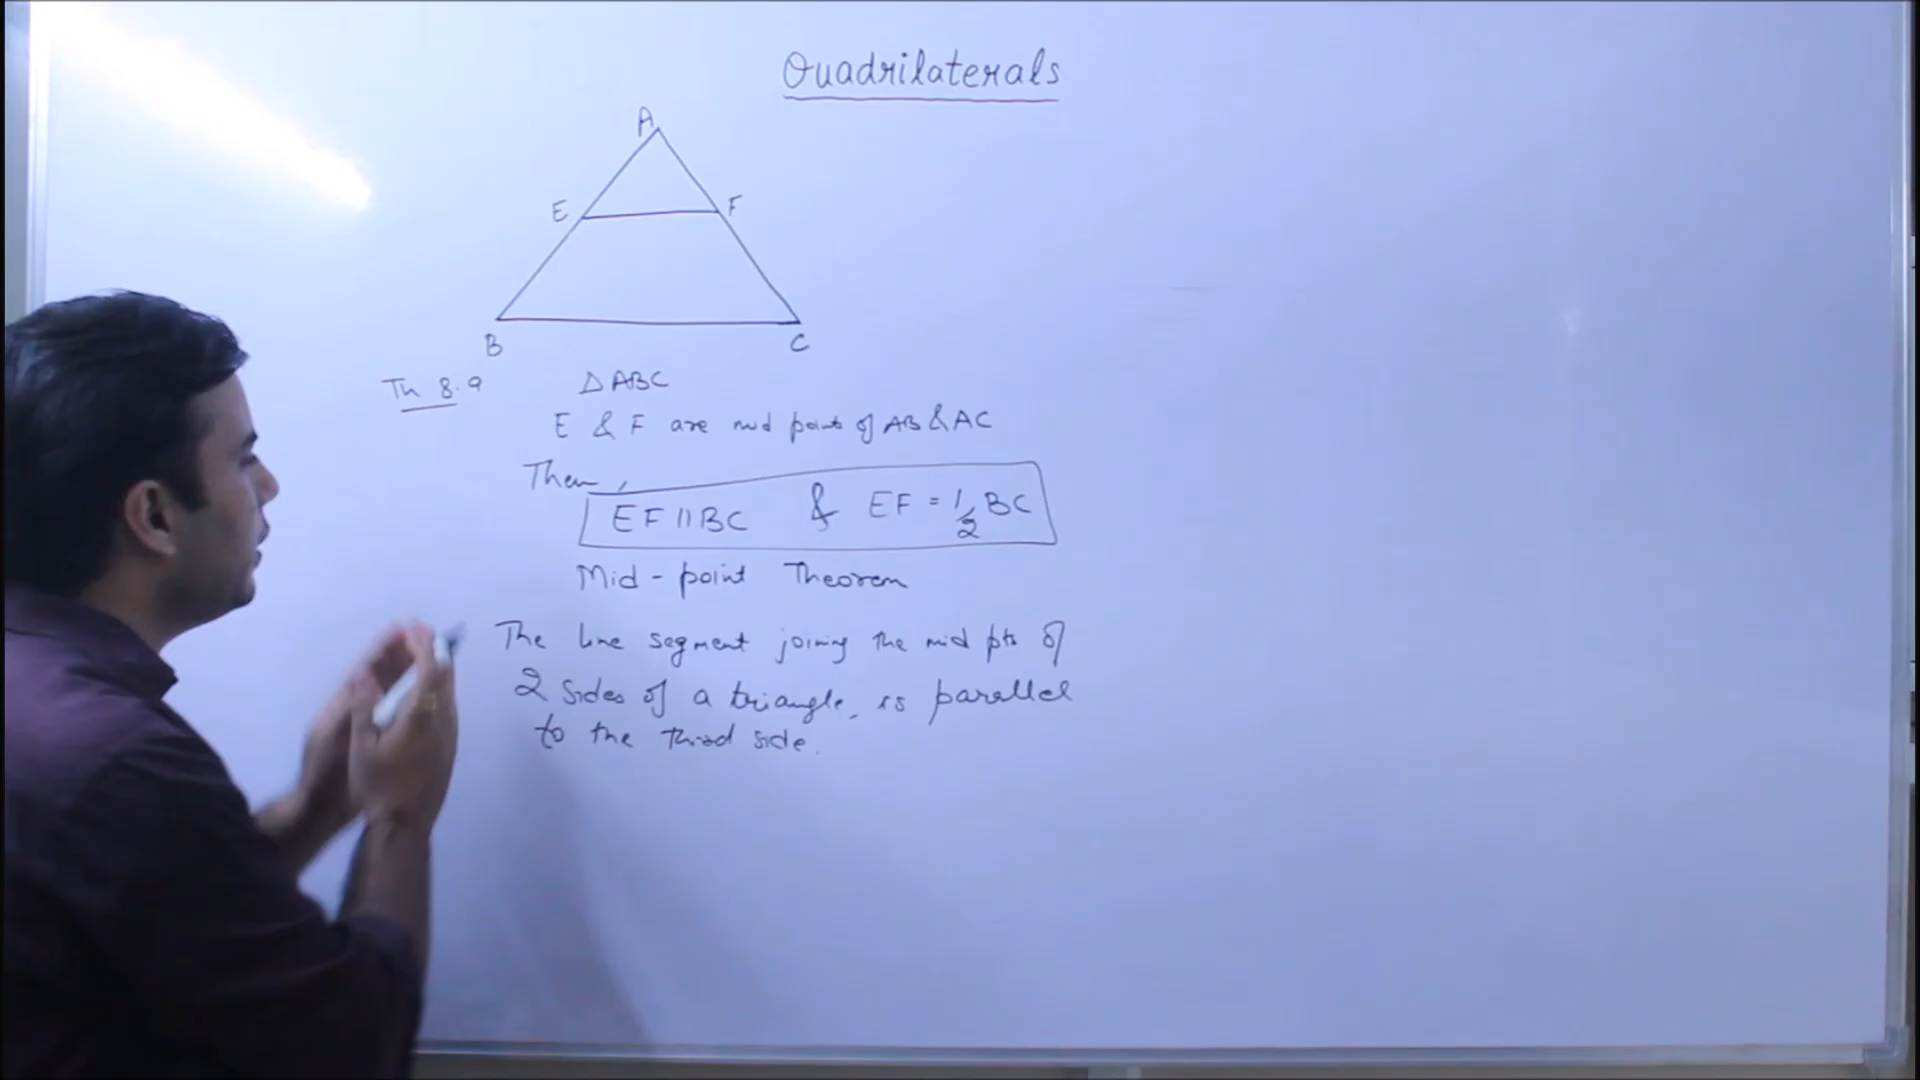 Quadrilaterals
A
E
F
B
C
Th 8.9
△ ABC
E & F are mid point of AB & AC
Then,
EF || BC & EF = 1/2 BC
Mid-point Theorem
The line segment joining the mid pts of
2 sides of a triangle, is parallel
to the third side.